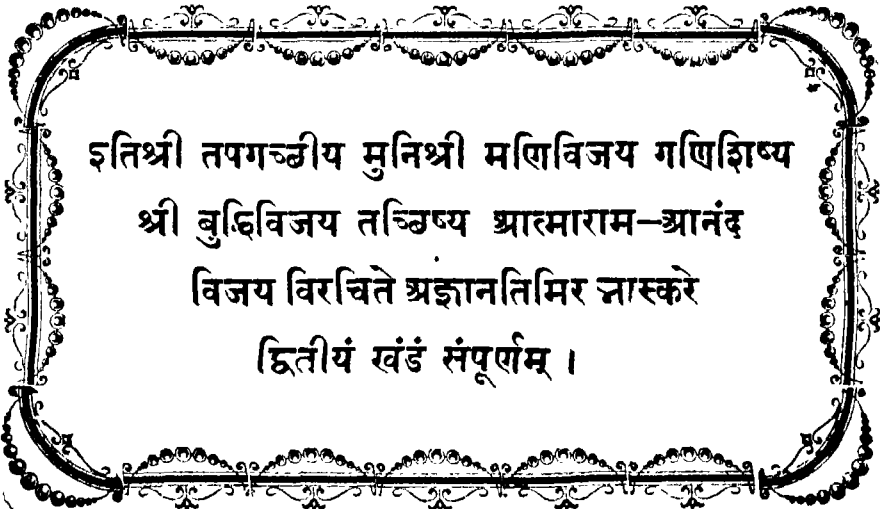 इतिश्री तपगच्छीय मुनिश्री मणिविजय गणिशिष्य
श्री बुद्धिविजय तच्छिष्य आत्माराम–आनंद
विजय विरचिते अज्ञानतिमिर भास्करे
द्वितीयं खंडं संपूर्णम् ।